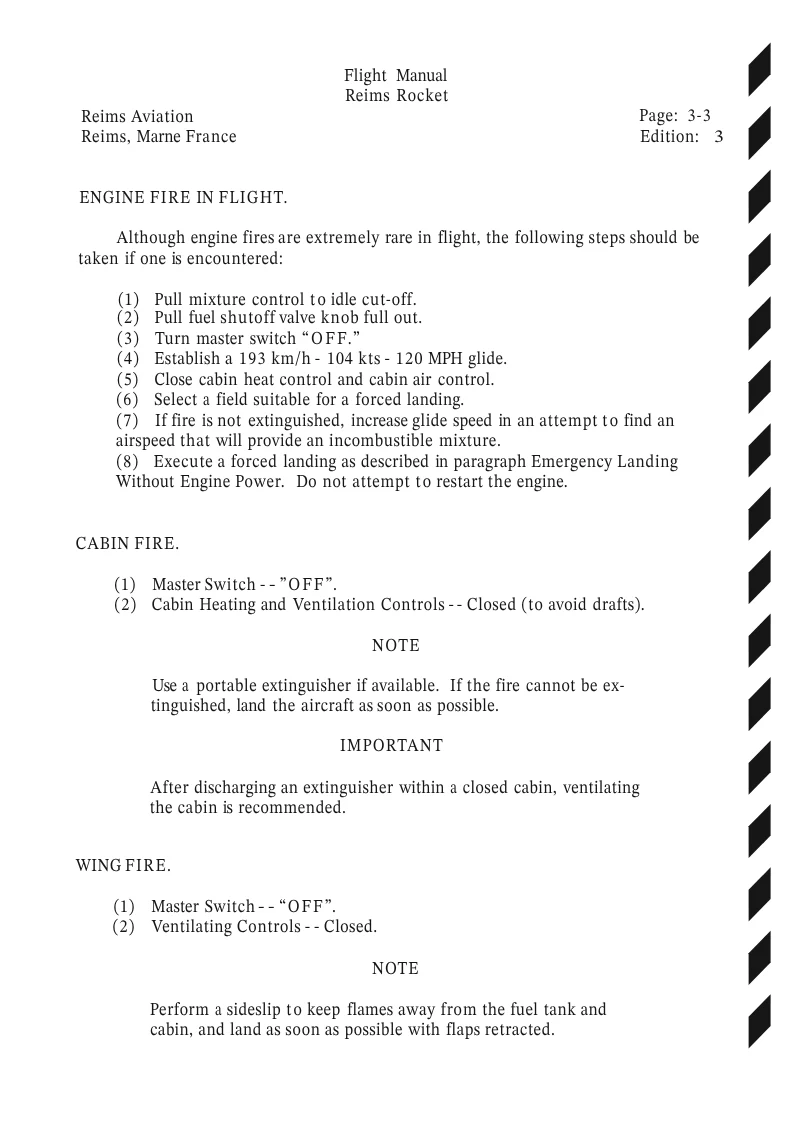 Flight Manual
Reims Rocket
Reims Aviation
Page: 3-3
Reims, Marne France
Edition: 3
ENGINE FIRE IN FLIGHT.
Although engine fires are extremely rare in flight, the following steps should be
taken if one is encountered:
(1) Pull mixture control to idle cut-off.
(2) Pull fuel shutoff valve knob full out.
(3) Turn master switch “OFF.”
(4) Establish a 193 km/h - 104 kts - 120 MPH glide.
(5) Close cabin heat control and cabin air control.
(6) Select a field suitable for a forced landing.
(7) If fire is not extinguished, increase glide speed in an attempt to find an
airspeed that will provide an incombustible mixture.
(8) Execute a forced landing as described in paragraph Emergency Landing
Without Engine Power. Do not attempt to restart the engine.
CABIN FIRE.
(1) Master Switch - - ”OFF”.
(2) Cabin Heating and Ventilation Controls - - Closed (to avoid drafts).
NOTE
Use a portable extinguisher if available. If the fire cannot be ex-
tinguished, land the aircraft as soon as possible.
IMPORTANT
After discharging an extinguisher within a closed cabin, ventilating
the cabin is recommended.
WING FIRE.
(1) Master Switch - - “OFF”.
(2) Ventilating Controls - - Closed.
NOTE
Perform a sideslip to keep flames away from the fuel tank and
cabin, and land as soon as possible with flaps retracted.